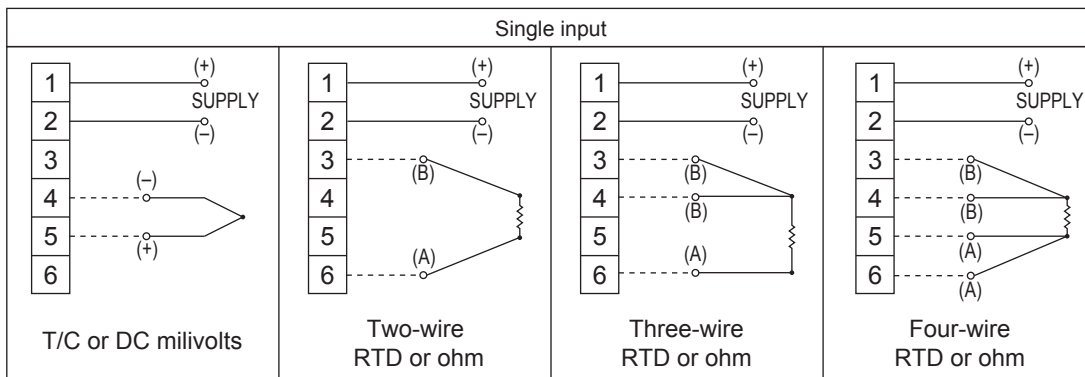 Single input
1
2
3
4
5
6
(+)
SUPPLY
(–)
(–)
(+)
T/C or DC milivolts
1
2
3
4
5
6
(+)
SUPPLY
(–)
(B)
(A)
Two-wire
RTD or ohm
1
2
3
4
5
6
(+)
SUPPLY
(–)
(B)
(B)
(A)
Three-wire
RTD or ohm
1
2
3
4
5
6
(+)
SUPPLY
(–)
(B)
(B)
(A)
(A)
Four-wire
RTD or ohm